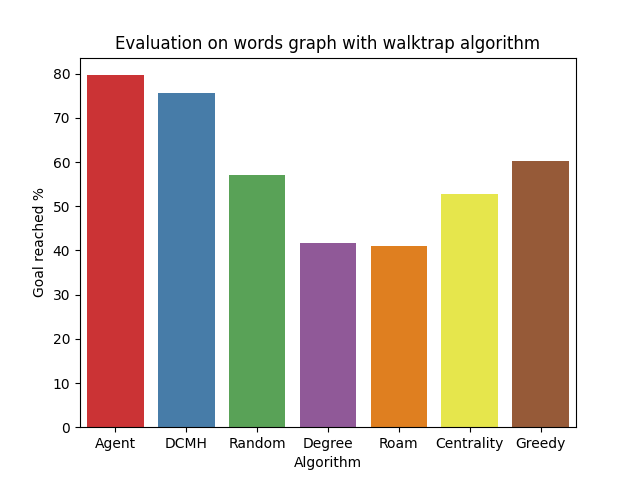 Evaluation on words graph with walktrap algorithm
80
70
60
50
40
30
20
10
0
Goal reached %
Agent DCMH Random Degree Roam Centrality Greedy
Algorithm